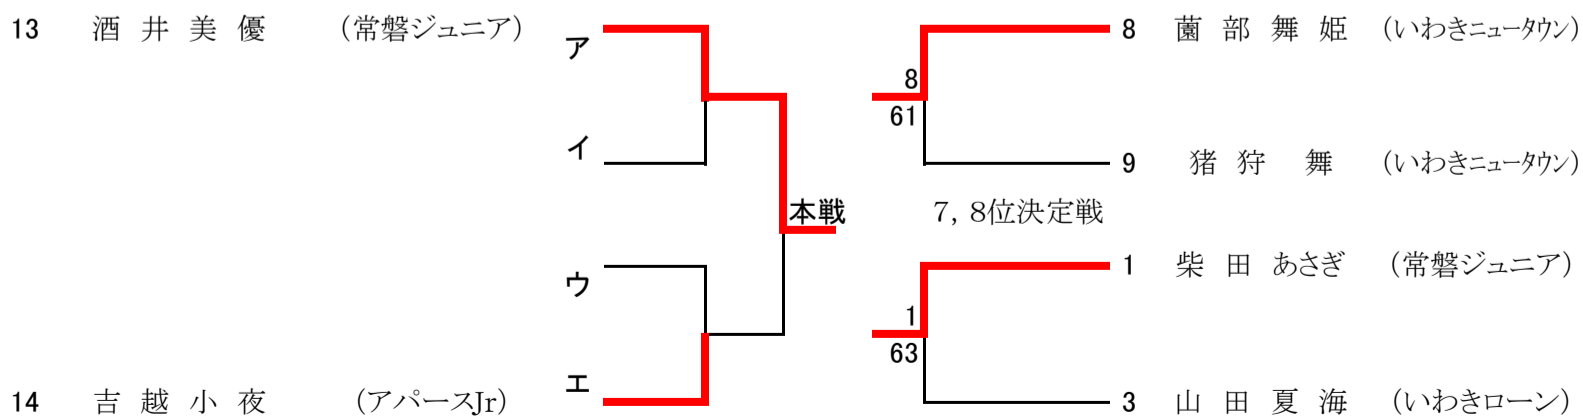 13 酒井美優 (常磐ジュニア) ア 8 薗部舞姫 (いわきニュータウン)
8
61
イ 9 猪狩 舞 (いわきニュータウン)
本戦 7, 8位決定戦
ウ 1 柴田あさぎ (常磐ジュニア)
1
63
14 吉越小夜 (アパースJr) エ 3 山田夏海 (いわきローン)